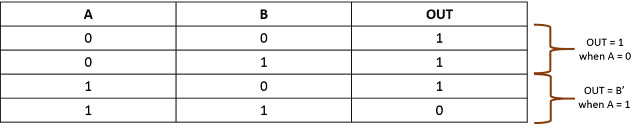 A B OUT
0 0 1
0 1 1
1 0 1
1 1 0
OUT = 1
when A = 0
OUT = B’
when A = 1